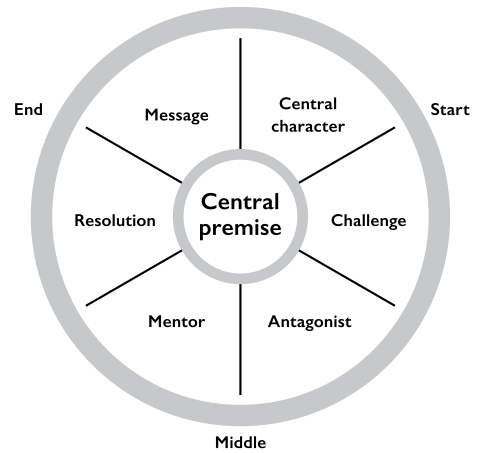 End
Start
Message
Central
character
Resolution
Central
premise
Challenge
Mentor
Antagonist
Middle